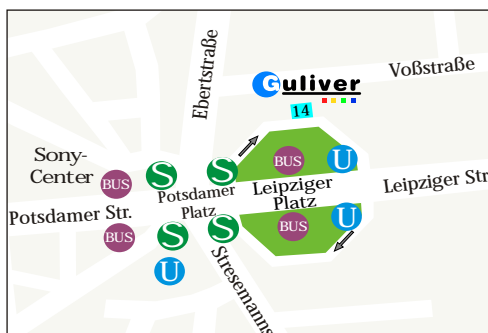 Guliver
14
Voßstraße
Ebertstraße
Sony-
Center
BUS
S
S
BUS
U
Potsdamer
Platz
Leipziger
Platz
Leipziger Str
Potsdamer Str.
BUS
S
S
BUS
U
U
Stresemanns